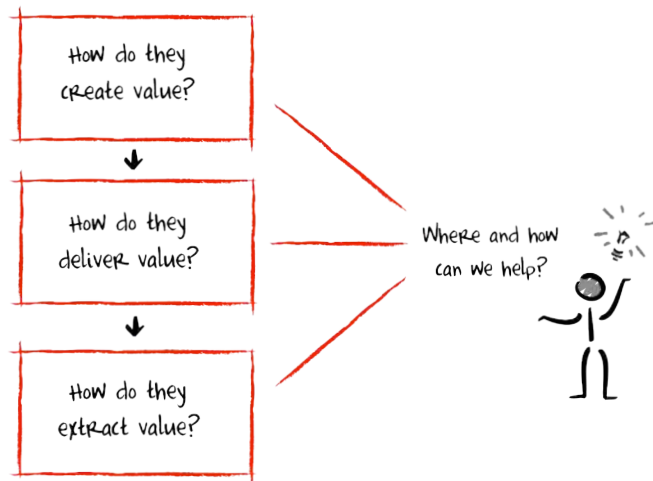 How do they
create value?
How do they
deliver value?
How do they
extract value?
Where and how
can we help?